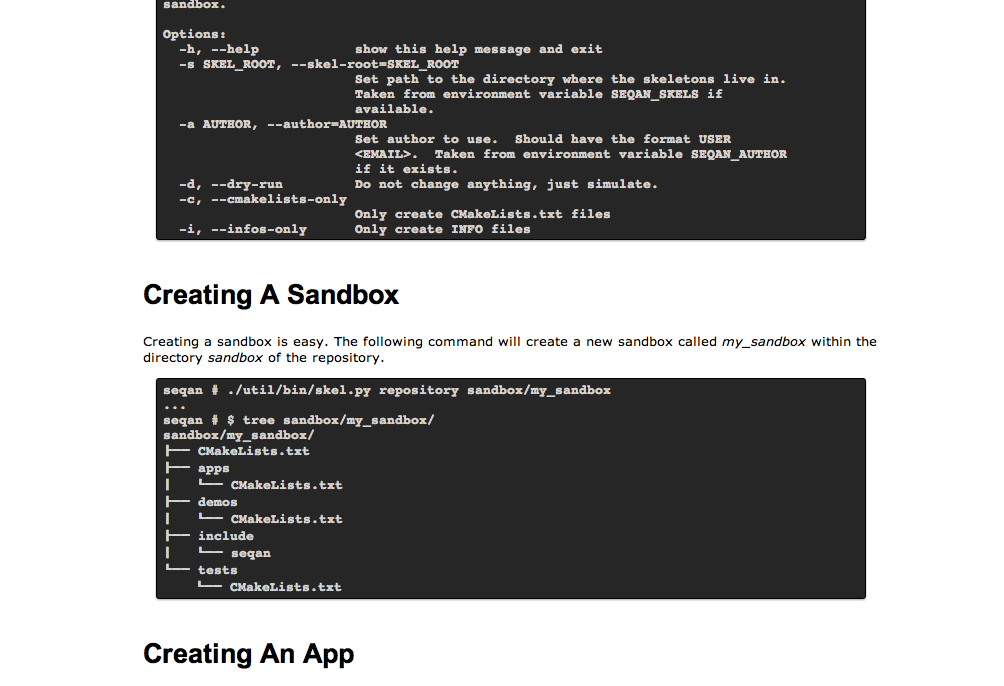 sandbox.
Options:
-h, --help show this help message and exit
-s SKEL_ROOT, --skel-root=SKEL_ROOT
Set path to the directory where the skeletons live in.
Taken from environment variable SEQAN_SKELS if
available.
-a AUTHOR, --author=AUTHOR
Set author to use. Should have the format USER
<EMAIL>. Taken from environment variable SEQAN_AUTHOR
if it exists.
-d, --dry-run Do not change anything, just simulate.
-c, --cmakelists-only
Only create CMakeLists.txt files
-i, --infos-only Only create INFO files
Creating A Sandbox
Creating a sandbox is easy. The following command will create a new sandbox called my_sandbox within the
directory sandbox of the repository.
seqan # ./util/bin/skel.py repository sandbox/my_sandbox
...
seqan # $ tree sandbox/my_sandbox/
sandbox/my_sandbox/
├── CMakeLists.txt
├── apps
│   └── CMakeLists.txt
├── demos
│   └── CMakeLists.txt
├── include
│   └── seqan
└── tests
    └── CMakeLists.txt
Creating An App